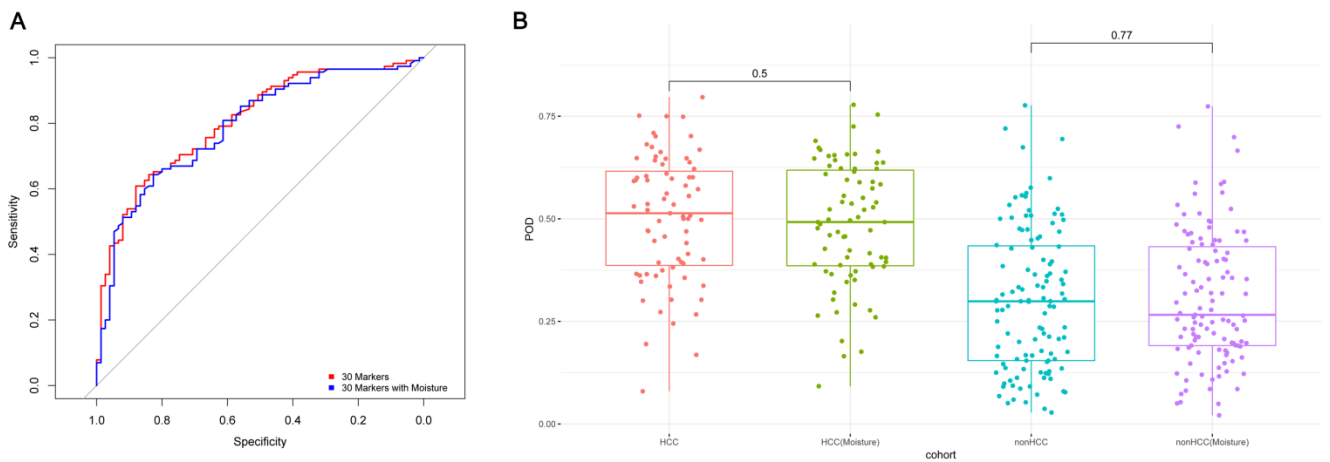 A
Sensitivity
1.0
0.8
0.6
0.4
0.2
0.0
30 Markers
30 Markers with Moisture
1.0 0.8 0.6 0.4 0.2 0.0
Specificity
B
POD
0.75
0.50
0.25
0.00
0.5
0.77
HCC HCC(Moisture) nonHCC nonHCC(Moisture)
cohort